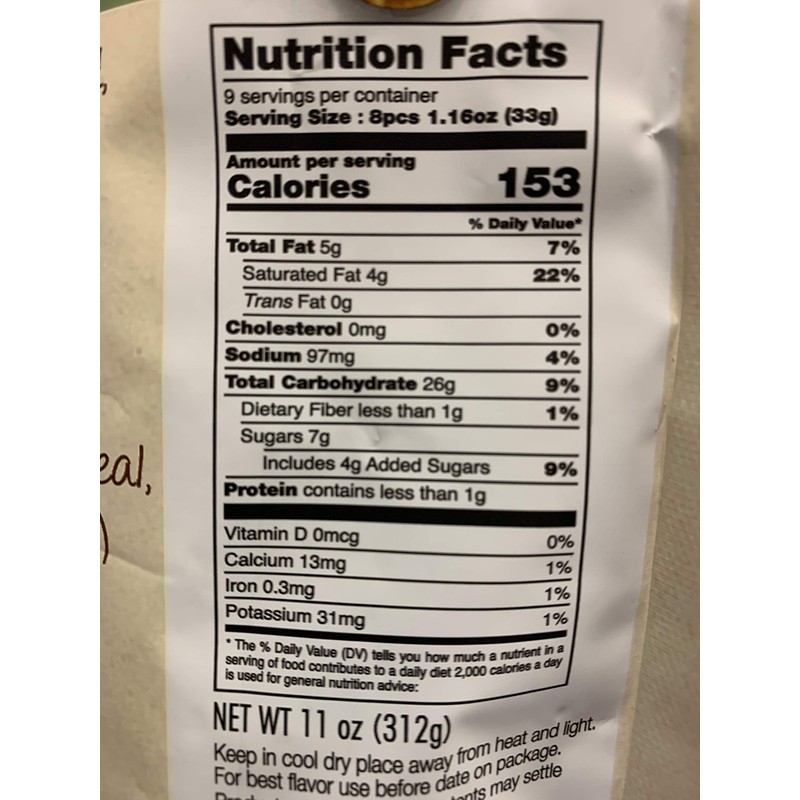 Nutrition Facts
9 servings per container
Serving Size : 8pcs 1.16oz (33g)
Amount per serving
Calories 153
% Daily Value*
Total Fat 5g 7%
Saturated Fat 4g 22%
Trans Fat 0g
Cholesterol 0mg 0%
Sodium 97mg 4%
Total Carbohydrate 26g 9%
Dietary Fiber less than 1g 1%
Sugars 7g
Includes 4g Added Sugars 9%
Protein contains less than 1g
Vitamin D 0mcg 0%
Calcium 13mg 1%
Iron 0.3mg 1%
Potassium 31mg 1%
* The % Daily Value (DV) tells you how much a nutrient in a
serving of food contributes to a daily diet 2,000 calories a day
is used for general nutrition advice:
NET WT 11 oz (312g)
Keep in cool dry place away from heat and light.
For best flavor use before date on package.
may settle